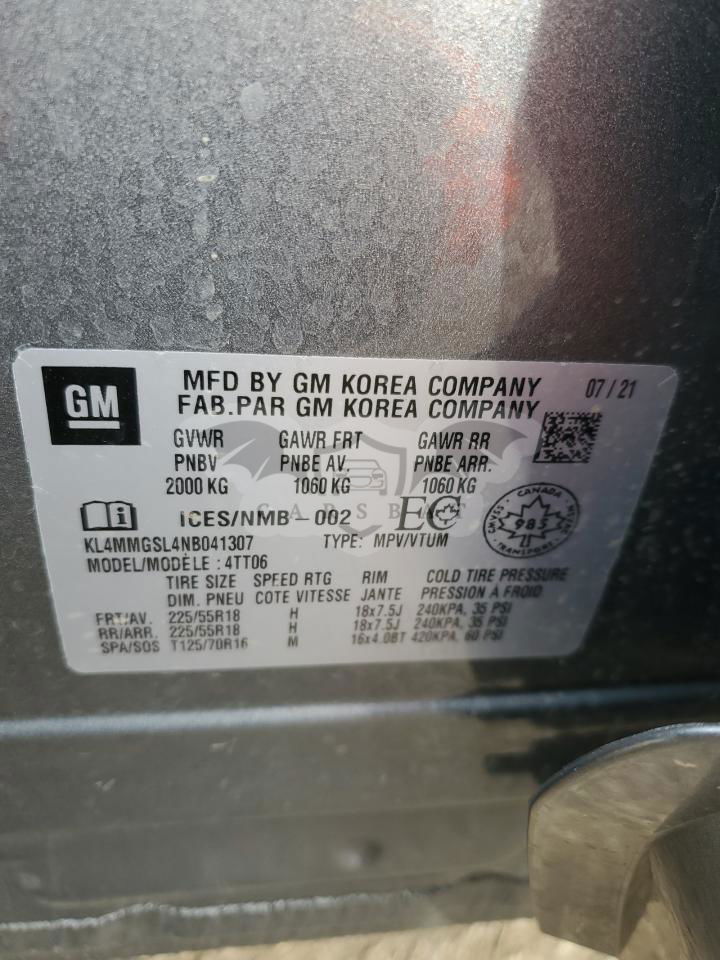 GM
MFD BY GM KOREA COMPANY 07/21
FAB.PAR GM KOREA COMPANY
GVWR GAWR FRT GAWR RR
PNBV PNBE AV. PNBE ARR.
2000 KG 1060 KG 1060 KG
CARSBAT
ICES/NMB-002 EC
CANADA
985
TRANSPORT
KL4MMGSL4NB041307 TYPE: MPV/VTUM
MODEL/MODÈLE : 4TT06
TIRE SIZE SPEED RTG RIM COLD TIRE PRESSURE
DIM. PNEU COTE VITESSE JANTE PRESSION À FROID
FRT/AV. 225/55R18 H 18x7.5J 240KPA, 35 PSI
RR/ARR. 225/55R18 H 18x7.5J 240KPA, 35 PSI
SPA/SOS T125/70R16 M 16x4.0BT 420KPA, 60 PSI